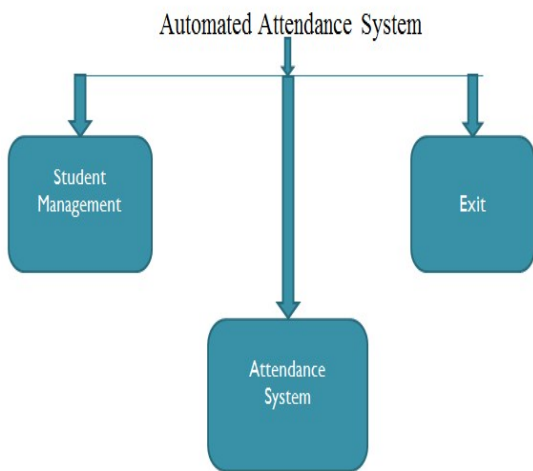 Automated Attendance System
Student
Management
Exit
Attendance
System